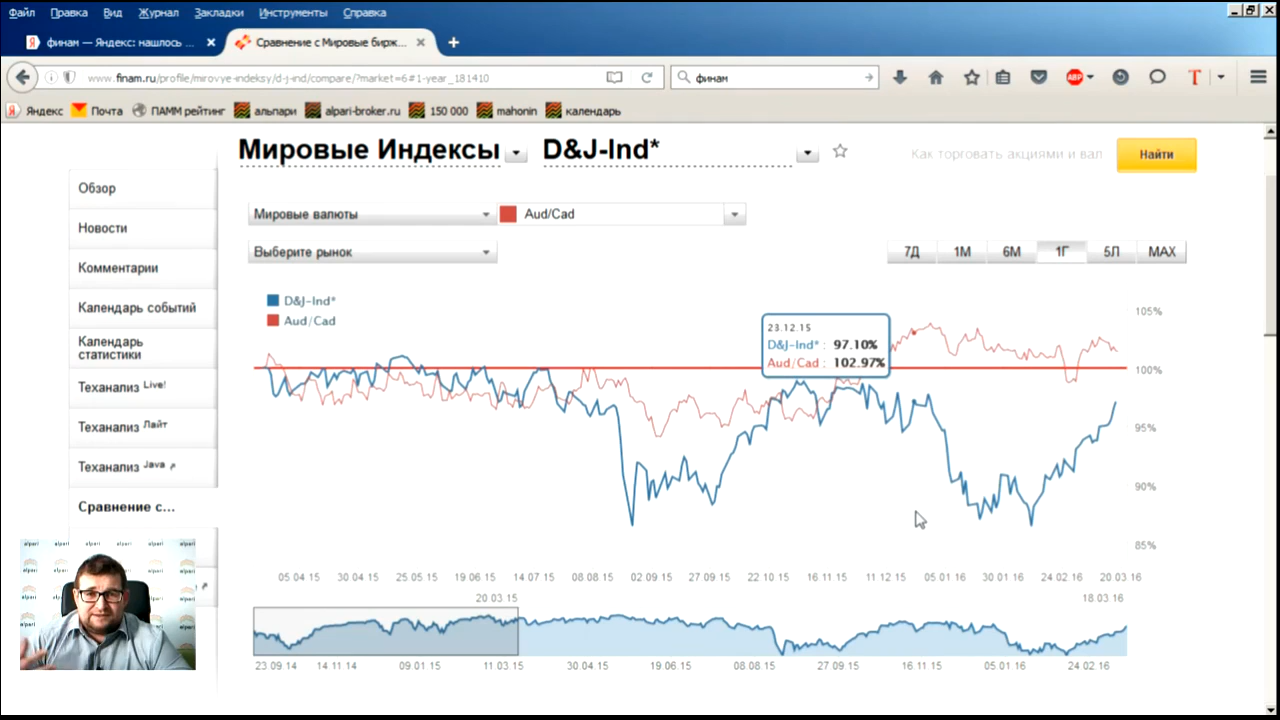 Файл Правка Вид Журнал Закладки Инструменты Справка
финам — Яндекс: нашлось ... × Сравнение с Мировые бирж... × +
www.finam.ru/profile/mirovye-indeksy/d-j-ind/compare/?market=6#1-year_181410 финам ABP T
Яндекс Почта ПАММ рейтинг альпари alpari-broker.ru 150 000 mahonin календарь
Мировые Индексы D&J-Ind* Как торговать акциями и вал Найти
Обзор
Новости
Комментарии
Календарь событий
Календарь
статистики
Теханализ Live!
Теханализ Лайт
Теханализ Java
Сравнение с...
Мировые валюты Aud/Cad
Выберите рынок 7Д 1М 6М 1Г 5Л MAX
D&J-Ind*
Aud/Cad
23.12.15
D&J-Ind* : 97.10%
Aud/Cad : 102.97%
105%
100%
95%
90%
85%
05 04 15 30 04 15 25 05 15 19 06 15 14 07 15 08 08 15 02 09 15 27 09 15 22 10 15 16 11 15 11 12 15 05 01 16 30 01 16 24 02 16 20 03 16
20 03 15 18 03 16
23 09 14 14 11 14 09 01 15 11 03 15 30 04 15 19 06 15 08 08 15 27 09 15 16 11 15 05 01 16 24 02 16
alpari alpari alpari alpari alpari